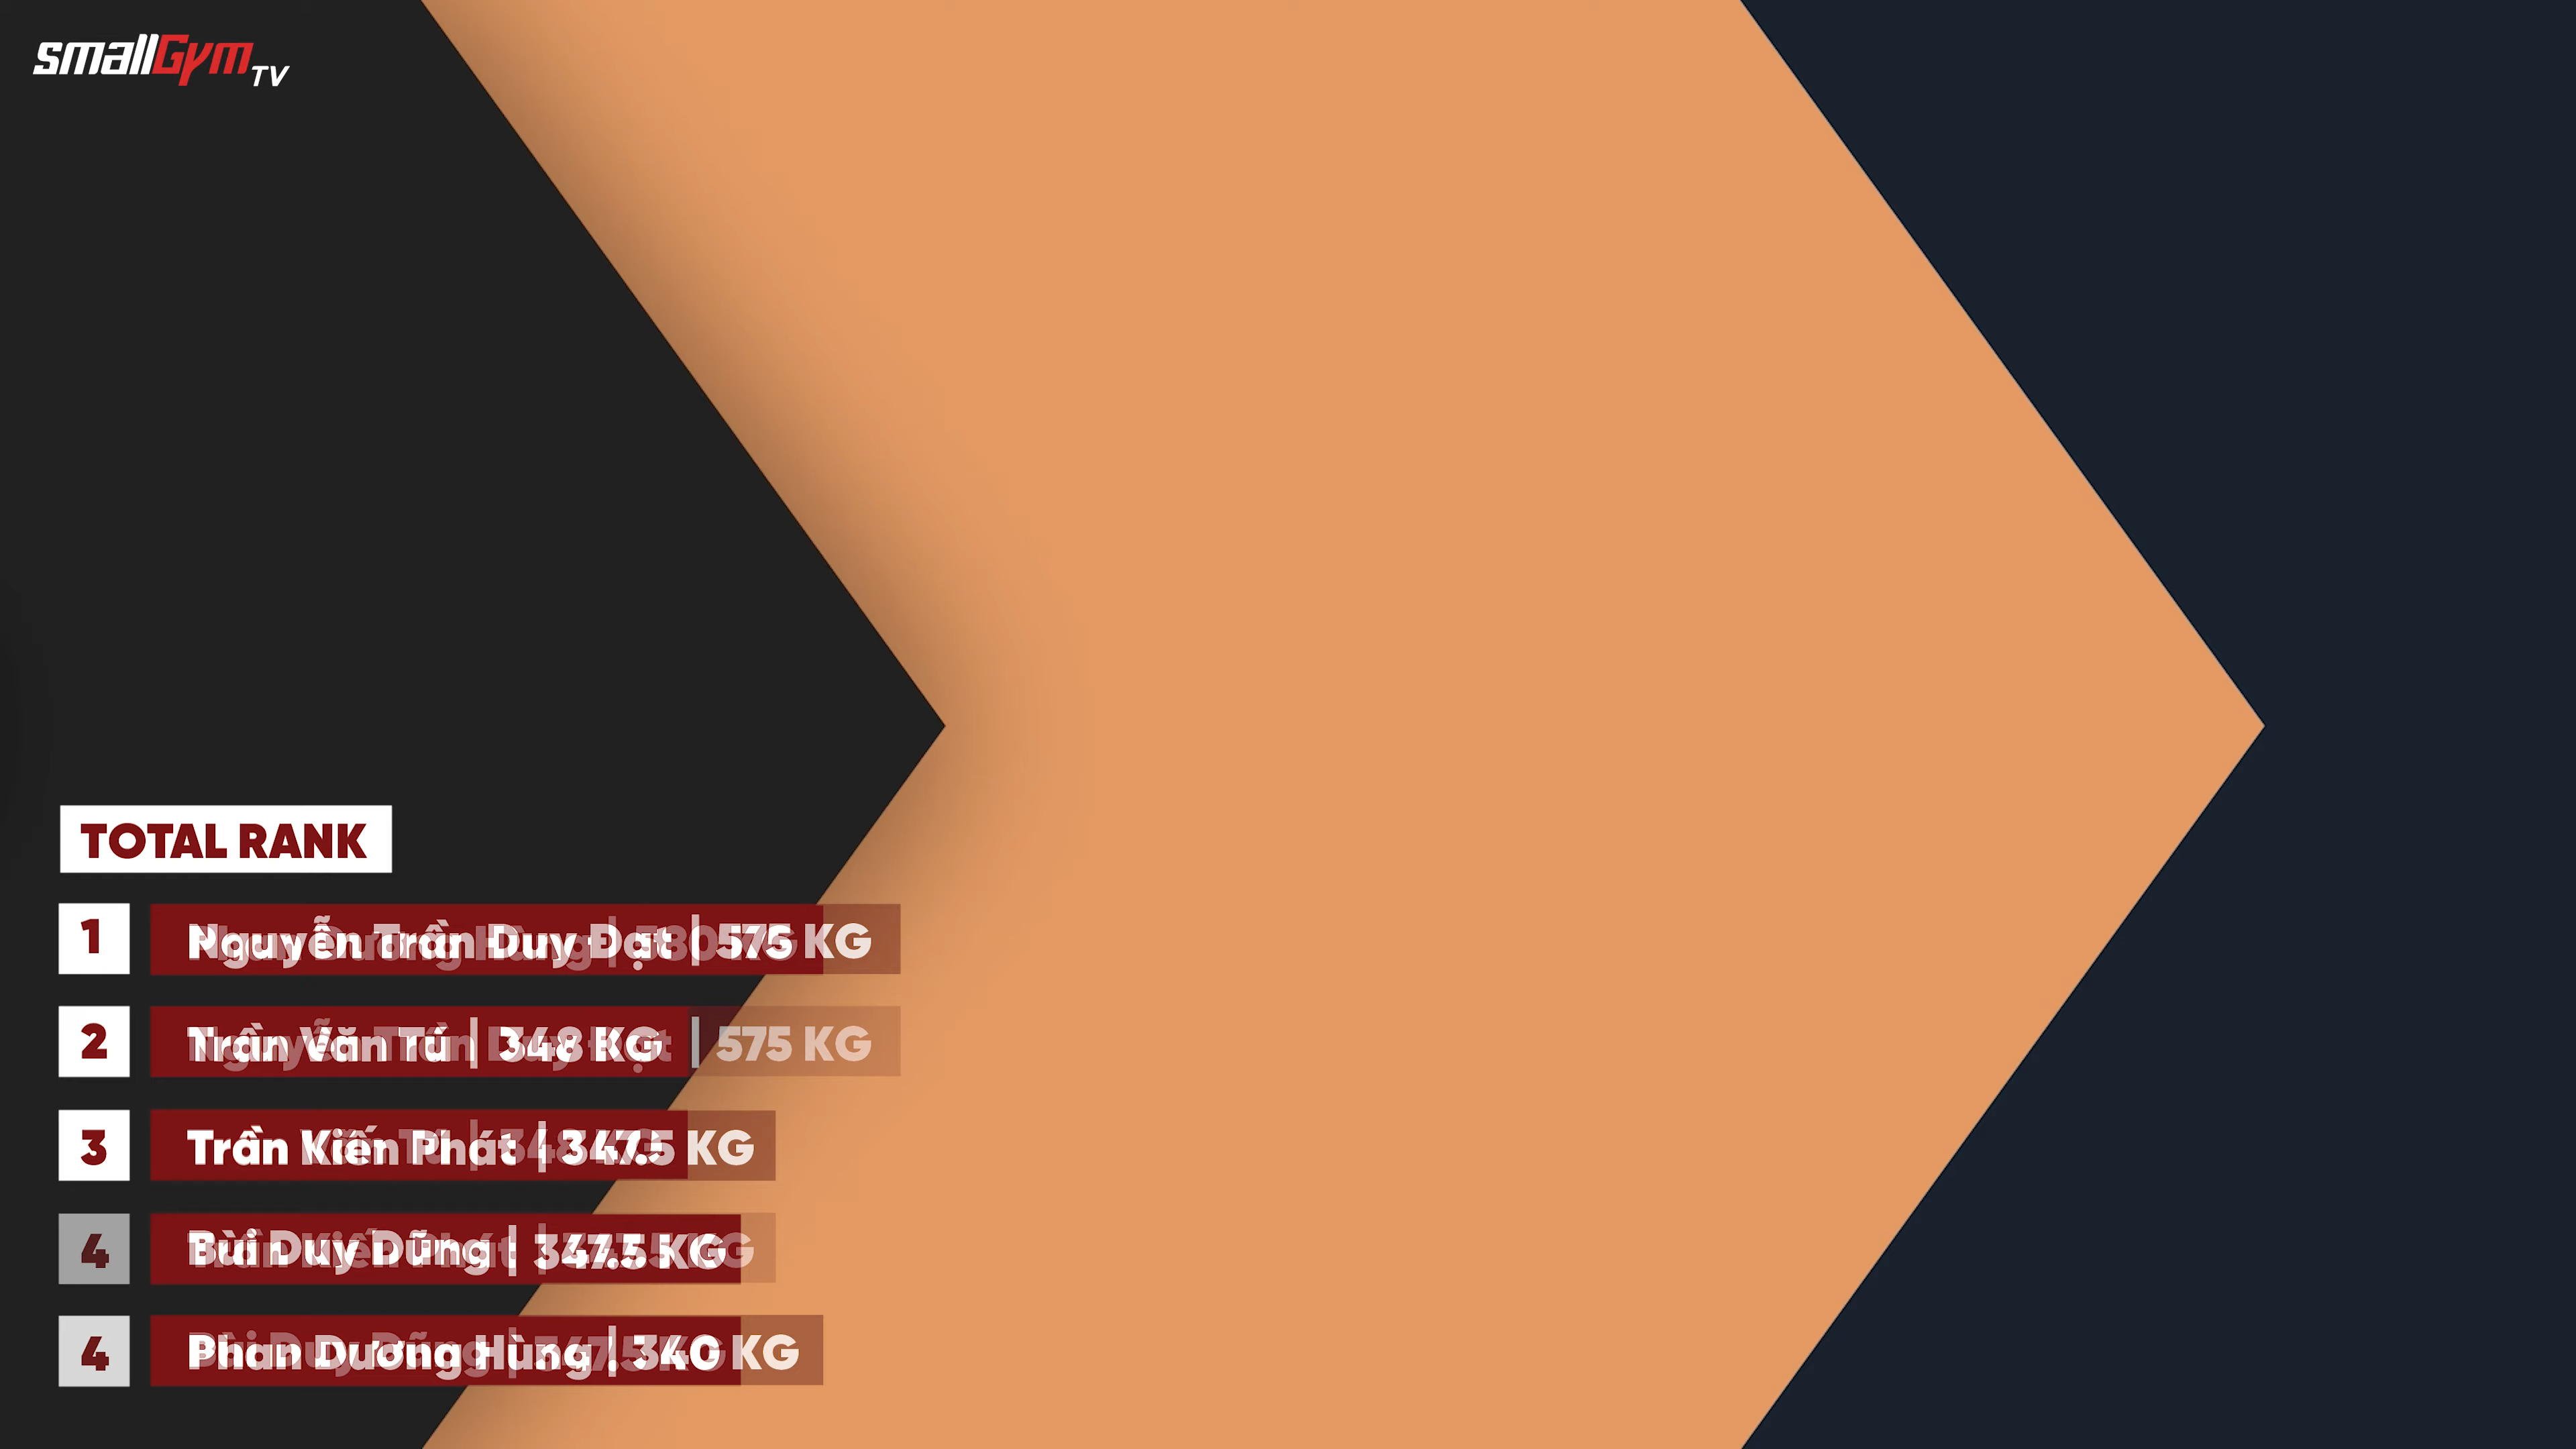 smallGym TV
TOTAL RANK
1 Nguyễn Trần Duy Đạt | 575 KG
2 Trần Văn Tú | 348 KG
3 Trần Kiến Phát | 347.5 KG
4 Bùi Duy Dũng | 347.5 KG
4 Phan Dương Hùng | 340 KG